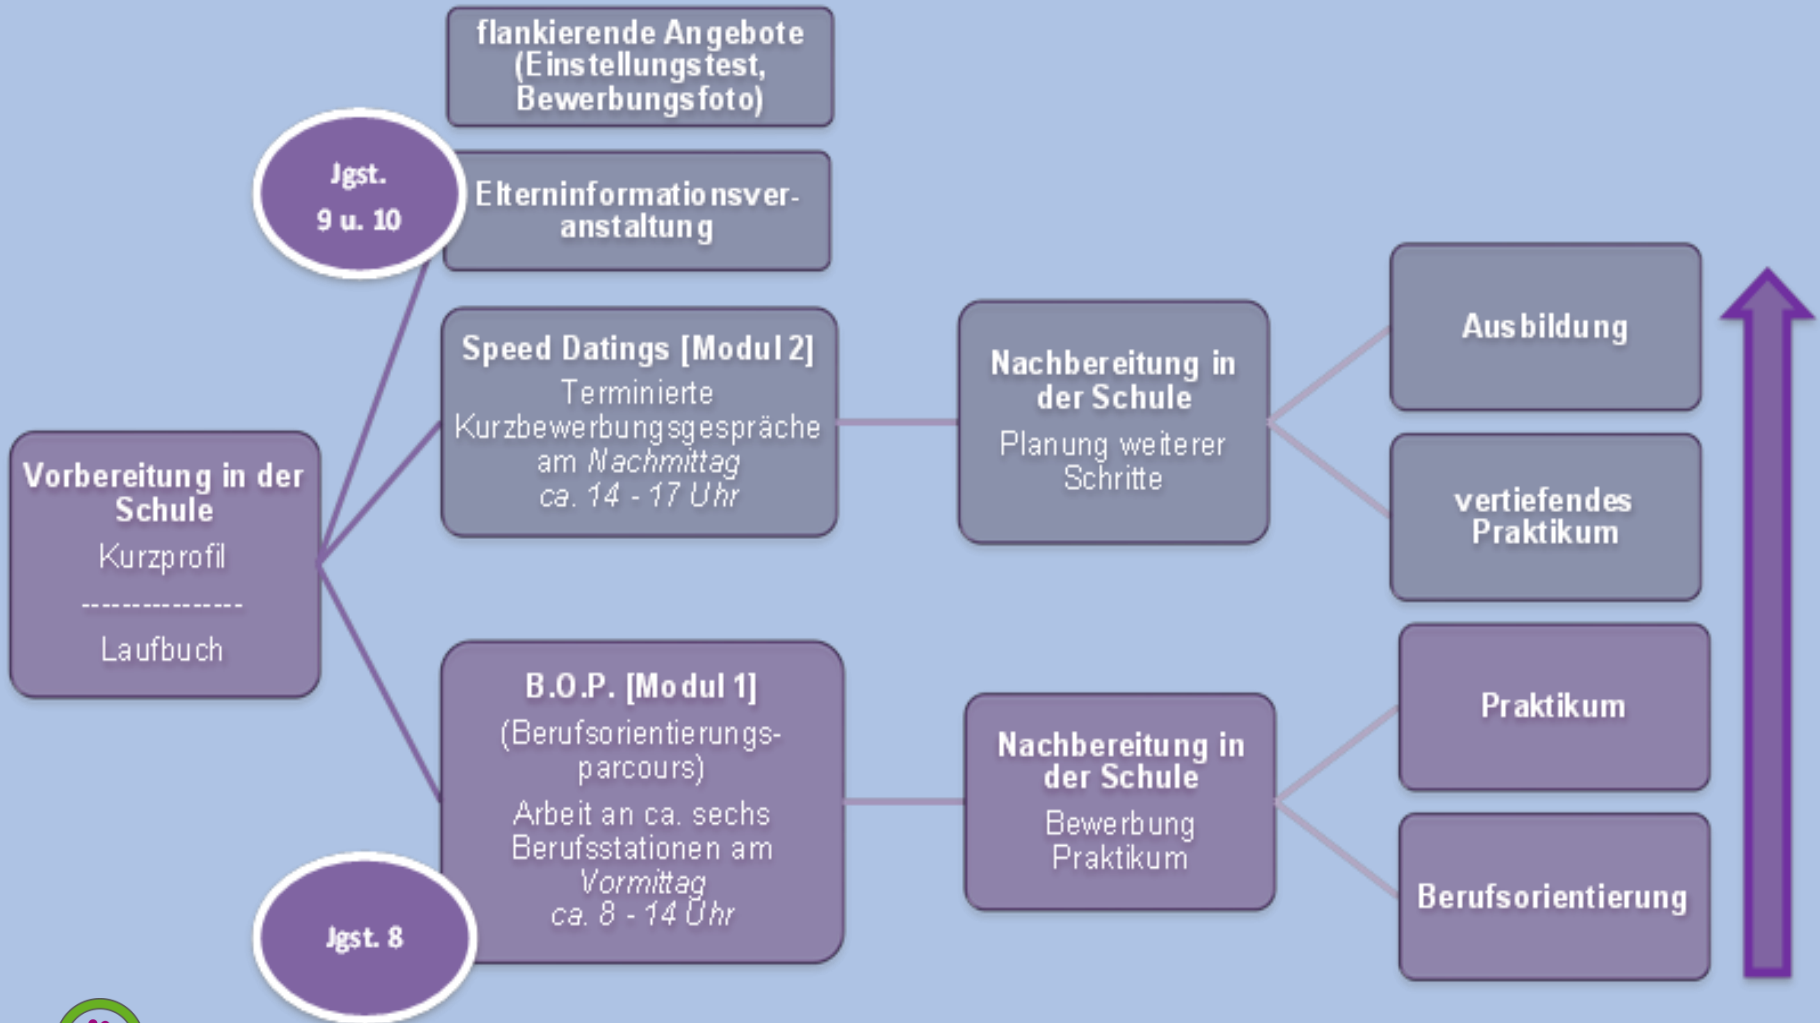 flankierende Angebote
(Einstellungstest,
Bewerbungsfoto)
Jgst.
9 u. 10
Elterninformationsver-
anstaltung
Speed Datings [Modul 2]
Terminierte
Kurzbewerbungsgespräche
am Nachmittag
ca. 14 - 17 Uhr
Nachbereitung in
der Schule
Planung weiterer
Schritte
Ausbildung
vertiefendes
Praktikum
Vorbereitung in der
Schule
Kurzprofil
----------------
Laufbuch
B.O.P. [Modul 1]
(Berufsorientierungs-
parcours)
Arbeit an ca. sechs
Berufsstationen am
Vormittag
ca. 8 - 14 Uhr
Jgst. 8
Nachbereitung in
der Schule
Bewerbung
Praktikum
Praktikum
Berufsorientierung